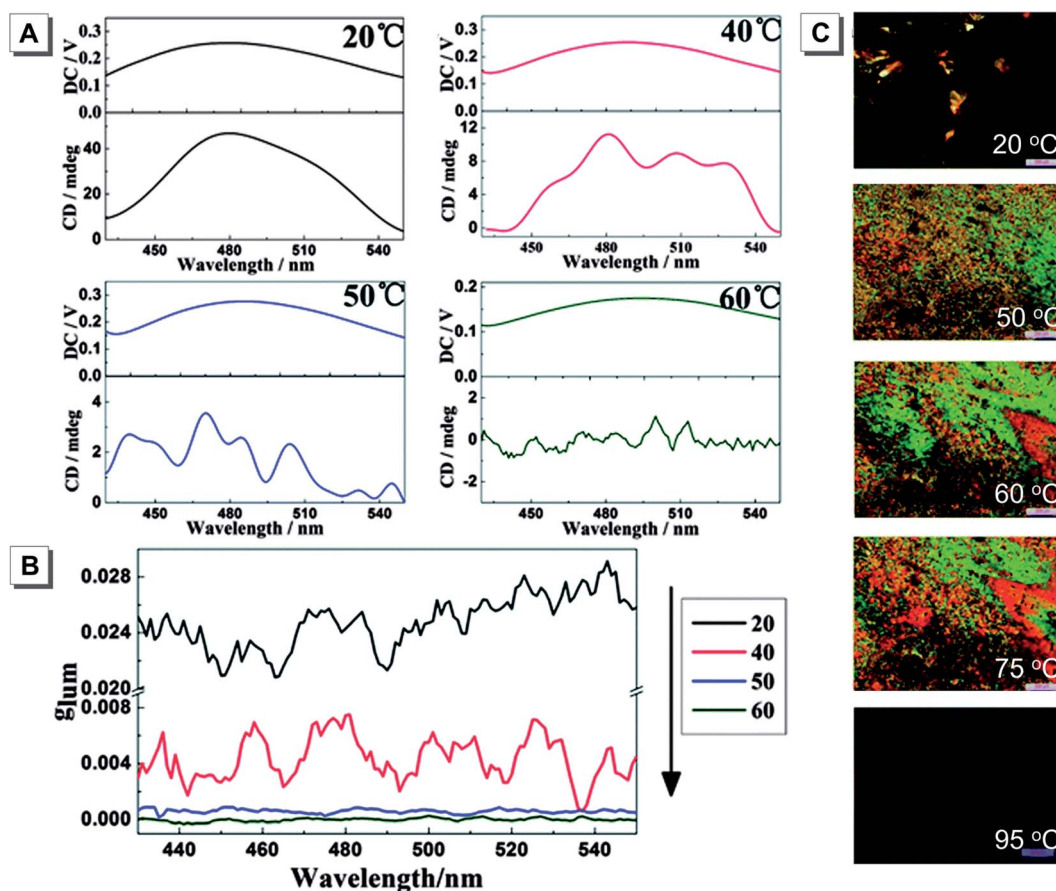 A
20℃
DC / V
0.3
0.2
0.1
0.0
CD / mdeg
40
20
0
450 480 510 540
Wavelength / nm
40℃
DC / V
0.3
0.2
0.1
0.0
CD / mdeg
12
8
4
0
450 480 510 540
Wavelength / nm
50℃
DC / V
0.3
0.2
0.1
0.0
CD / mdeg
4
2
0
450 480 510 540
Wavelength / nm
60℃
DC / V
0.2
0.1
0.0
CD / mdeg
2
0
-2
450 480 510 540
Wavelength / nm
B
glum
0.028
0.024
0.020
0.008
0.004
0.000
440 460 480 500 520 540
Wavelength/nm
20
40
50
60
C
20 °C
50 °C
60 °C
75 °C
95 °C